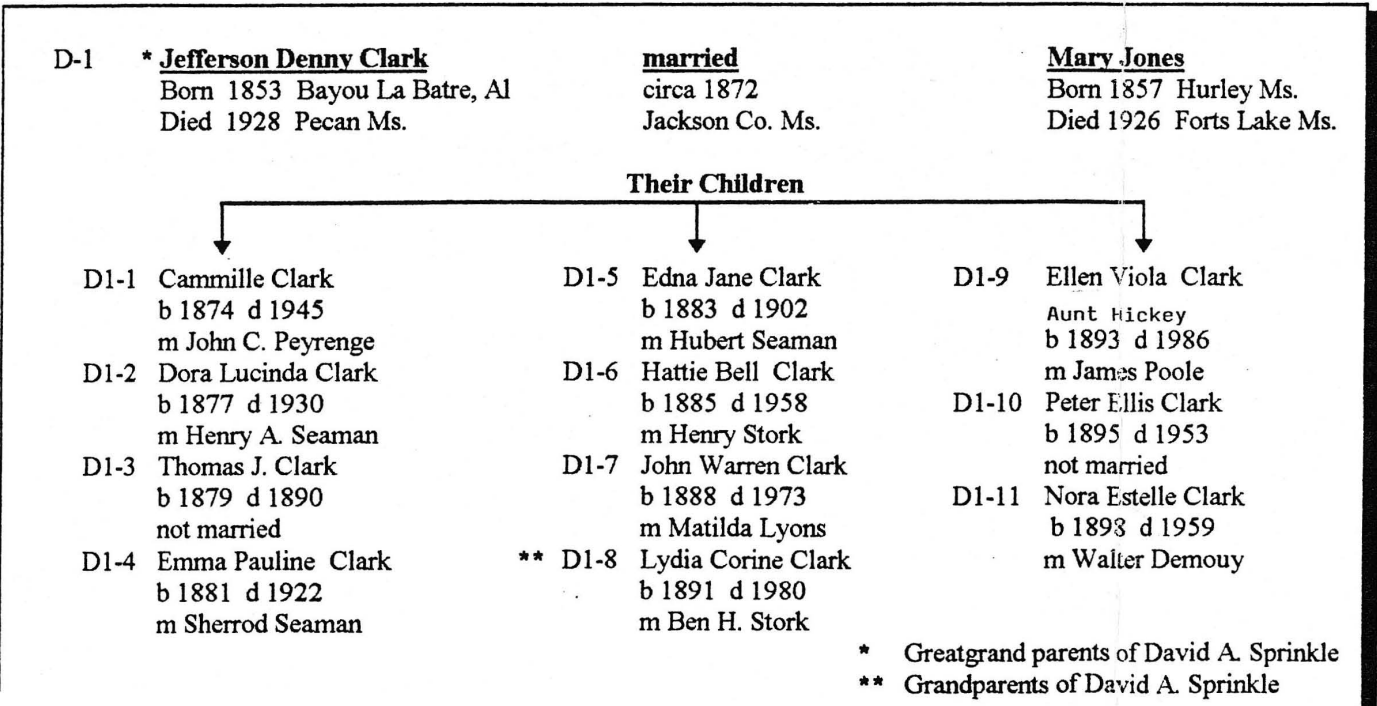 D-1 * Jefferson Denny Clark married Mary Jones
Born 1853 Bayou La Batre, Al circa 1872 Born 1857 Hurley Ms.
Died 1928 Pecan Ms. Jackson Co. Ms. Died 1926 Forts Lake Ms.
Their Children
D1-1 Cammille Clark
b 1874 d 1945
m John C. Peyrenge
D1-2 Dora Lucinda Clark
b 1877 d 1930
m Henry A. Seaman
D1-3 Thomas J. Clark
b 1879 d 1890
not married
D1-4 Emma Pauline Clark
b 1881 d 1922
m Sherrod Seaman
D1-5 Edna Jane Clark
b 1883 d 1902
m Hubert Seaman
D1-6 Hattie Bell Clark
b 1885 d 1958
m Henry Stork
D1-7 John Warren Clark
b 1888 d 1973
m Matilda Lyons
** D1-8 Lydia Corine Clark
b 1891 d 1980
m Ben H. Stork
D1-9 Ellen Viola Clark
Aunt Hickey
b 1893 d 1986
m James Poole
D1-10 Peter Ellis Clark
b 1895 d 1953
not married
D1-11 Nora Estelle Clark
b 1898 d 1959
m Walter Demouy
* Greatgrand parents of David A. Sprinkle
** Grandparents of David A. Sprinkle